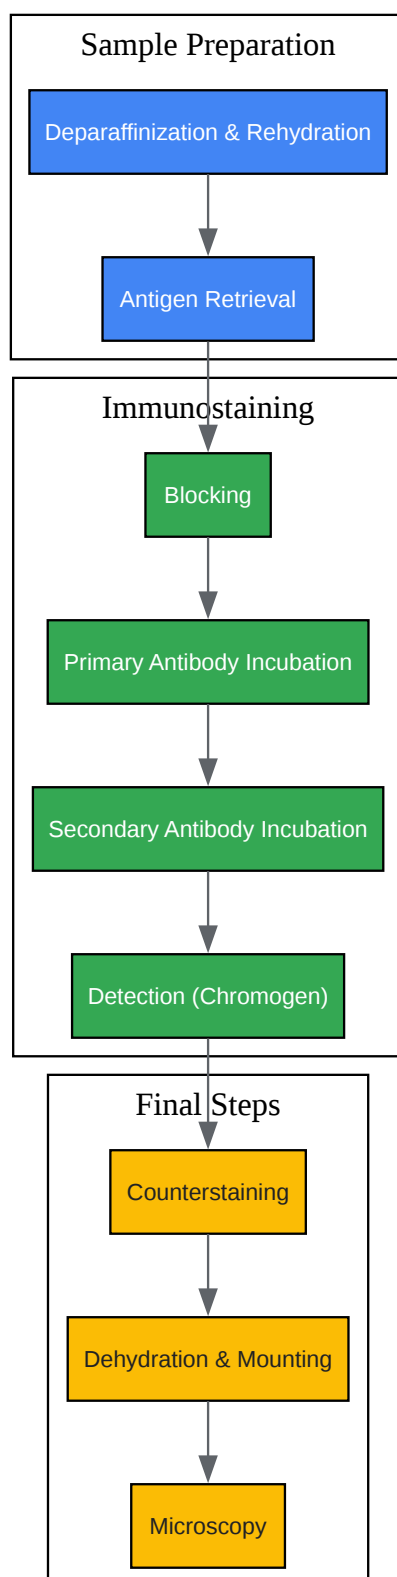 Sample Preparation
Deparaffinization & Rehydration
Antigen Retrieval
Immunostaining
Blocking
Primary Antibody Incubation
Secondary Antibody Incubation
Detection (Chromogen)
Final Steps
Counterstaining
Dehydration & Mounting
Microscopy